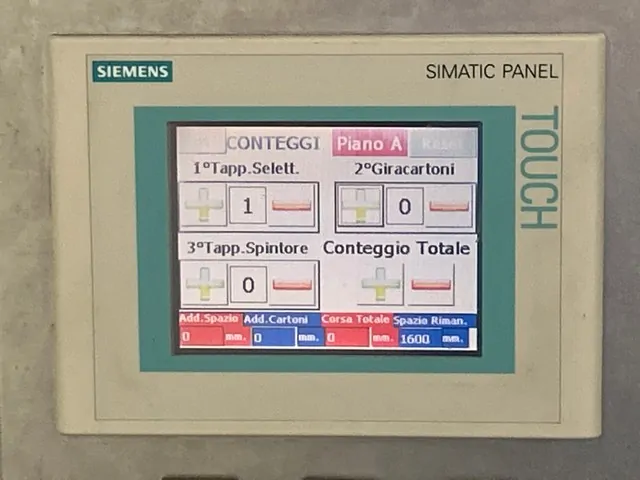 SIEMENS
SIMATIC PANEL
TOUCH
CONTEGGI Piano A Reset
1°Tapp.Selett. 2°Giracartoni
1 0
3°Tapp.Spintore Conteggio Totale
0
Add.Spazio Add.Cartoni Corsa Totale Spazio Riman.
0 mm. 0 mm. 0 mm. 1600 mm.